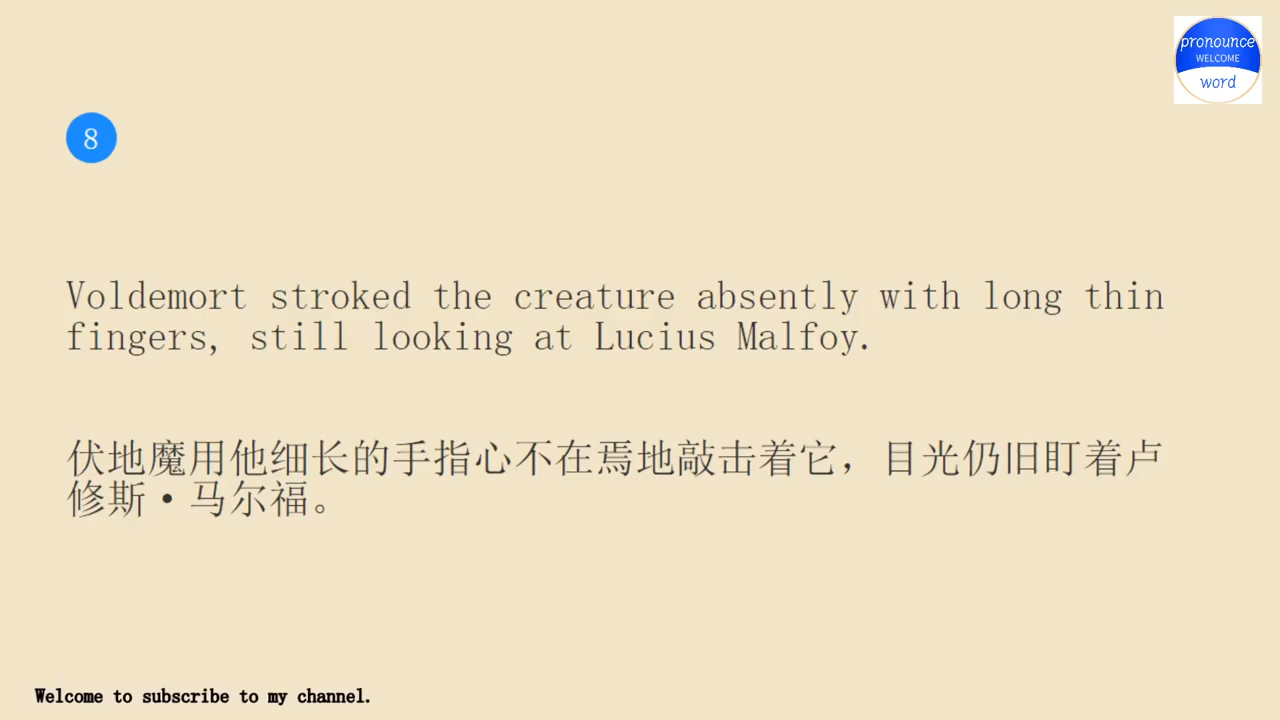 pronounce
WELCOME
word
8
Voldemort stroked the creature absently with long thin
fingers, still looking at Lucius Malfoy.
伏地魔用他细长的手指心不在焉地敲击着它，目光仍旧盯着卢
修斯•马尔福。
Welcome to subscribe to my channel.